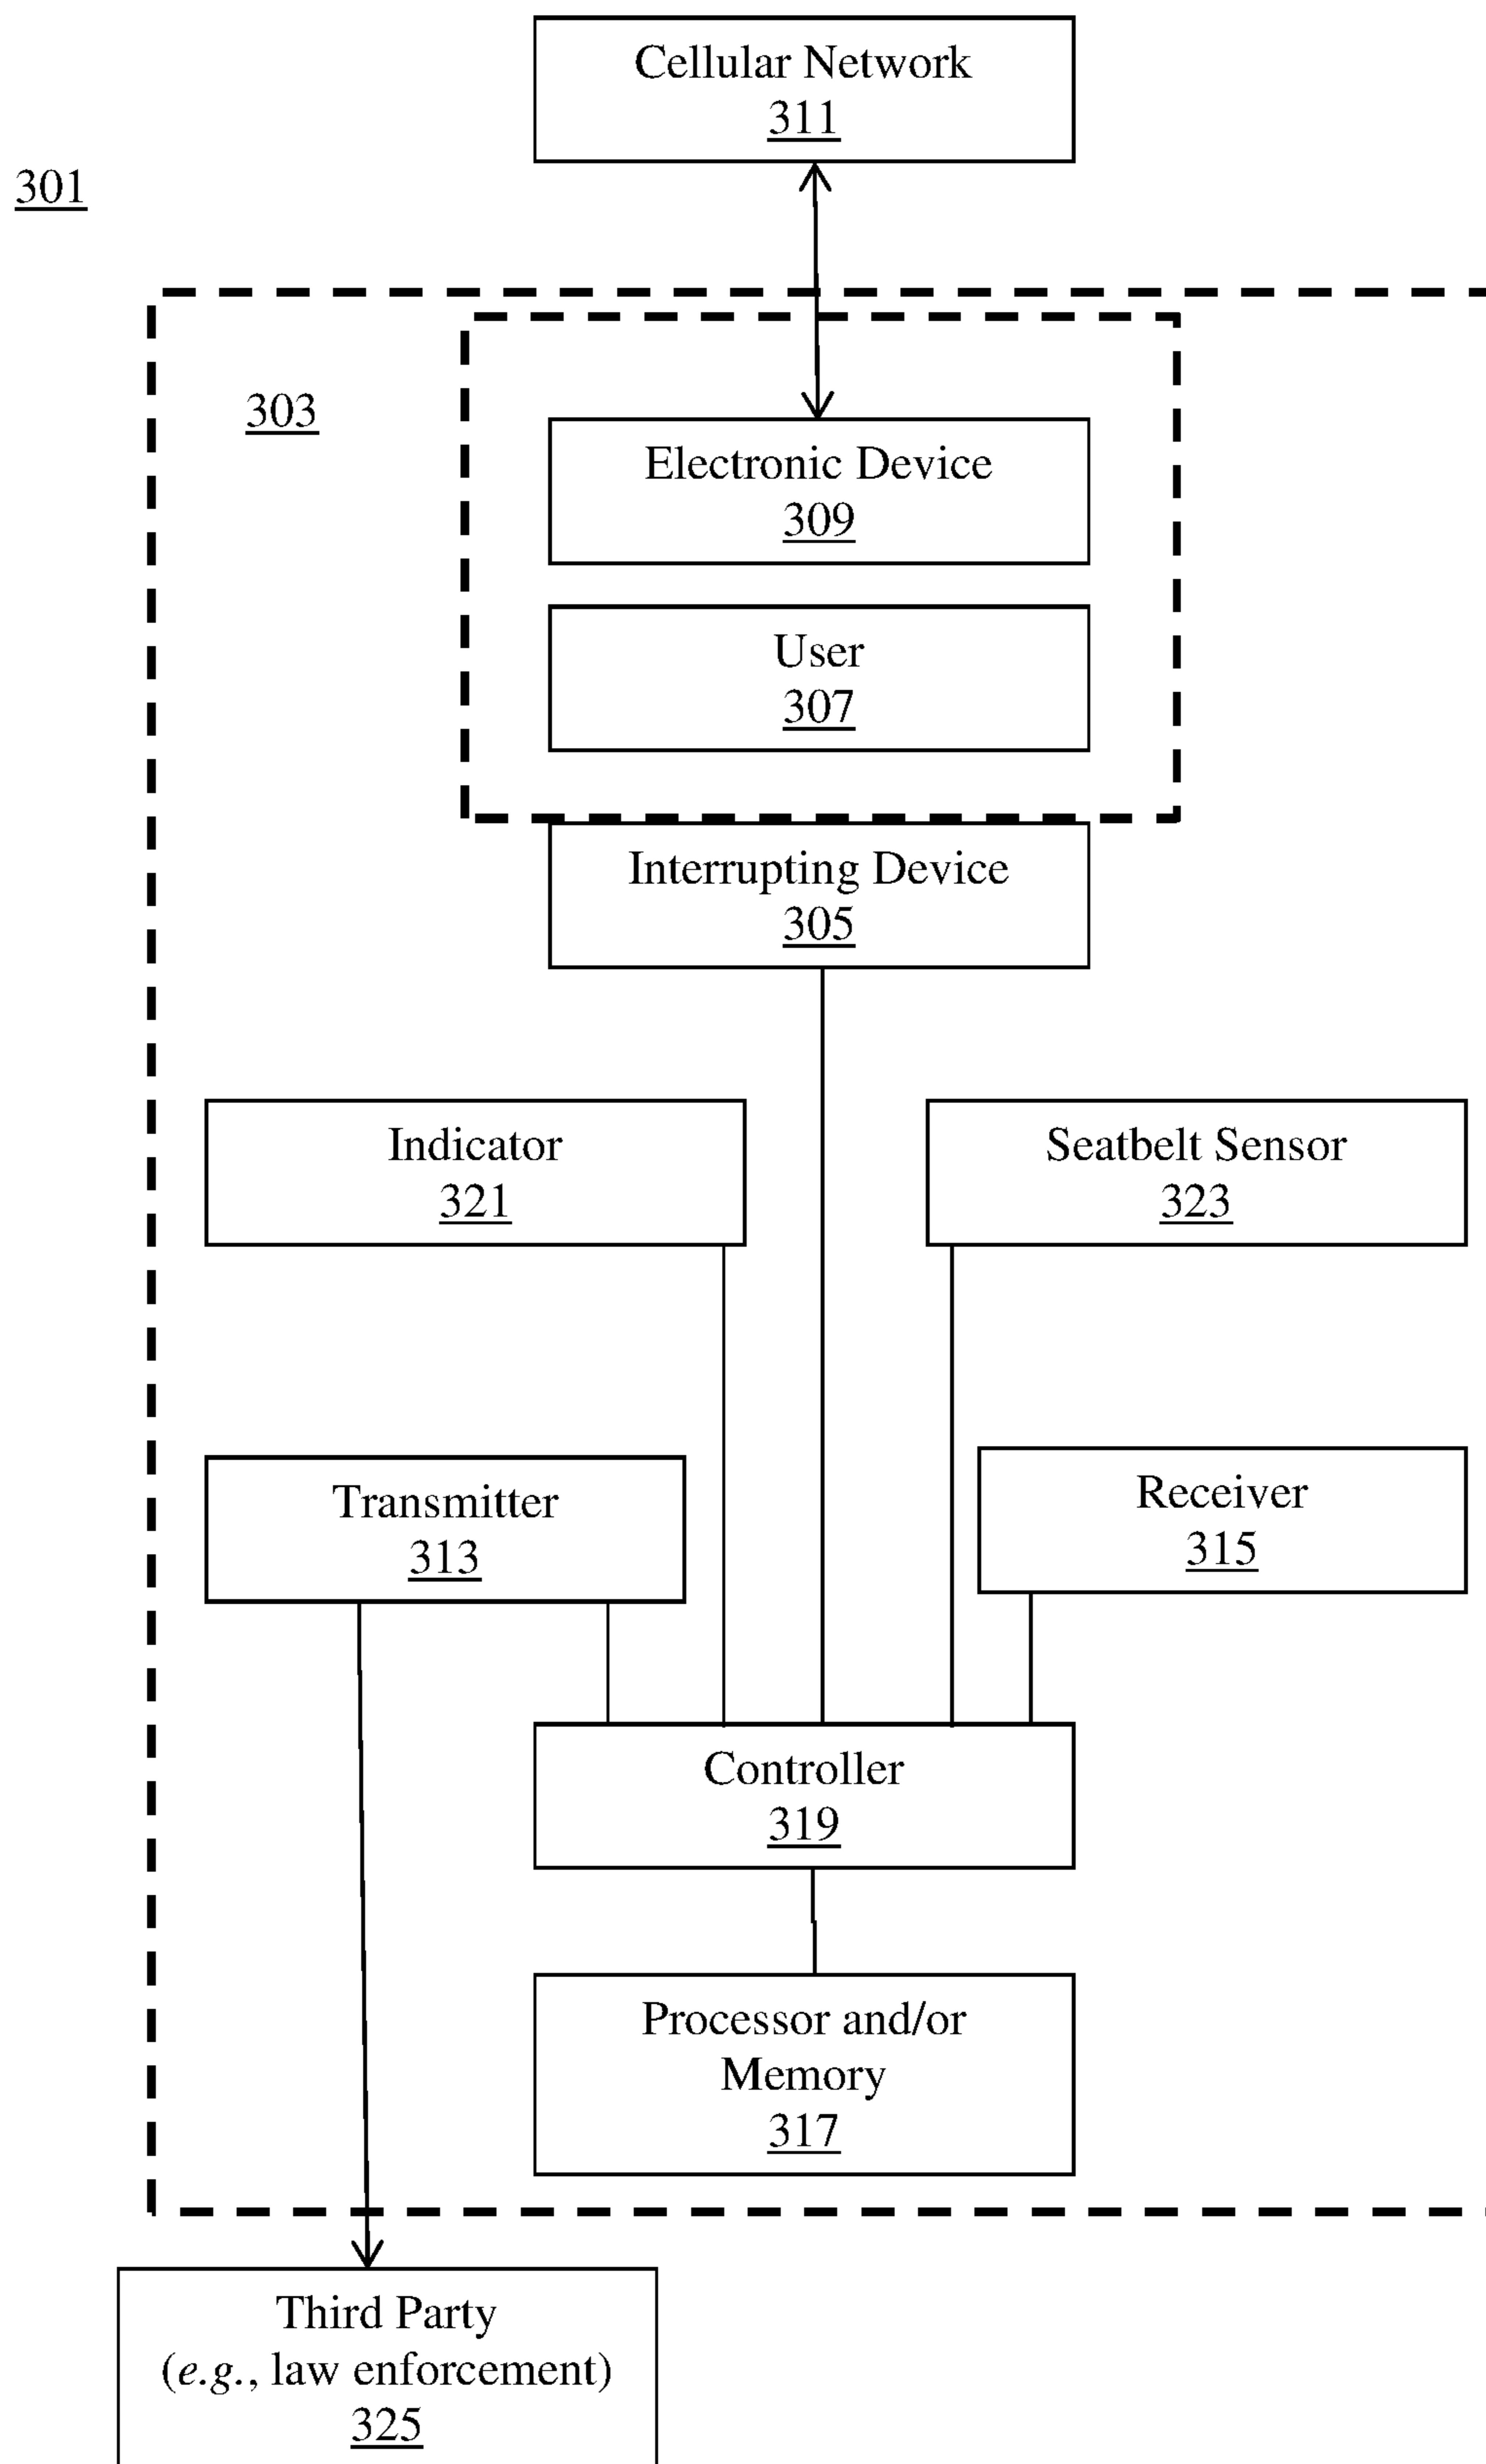 Cellular Network
311
301
303
Electronic Device
309
User
307
Interrupting Device
305
Indicator
321
Seatbelt Sensor
323
Transmitter
313
Receiver
315
Controller
319
Processor and/or
Memory
317
Third Party
(e.g., law enforcement)
325